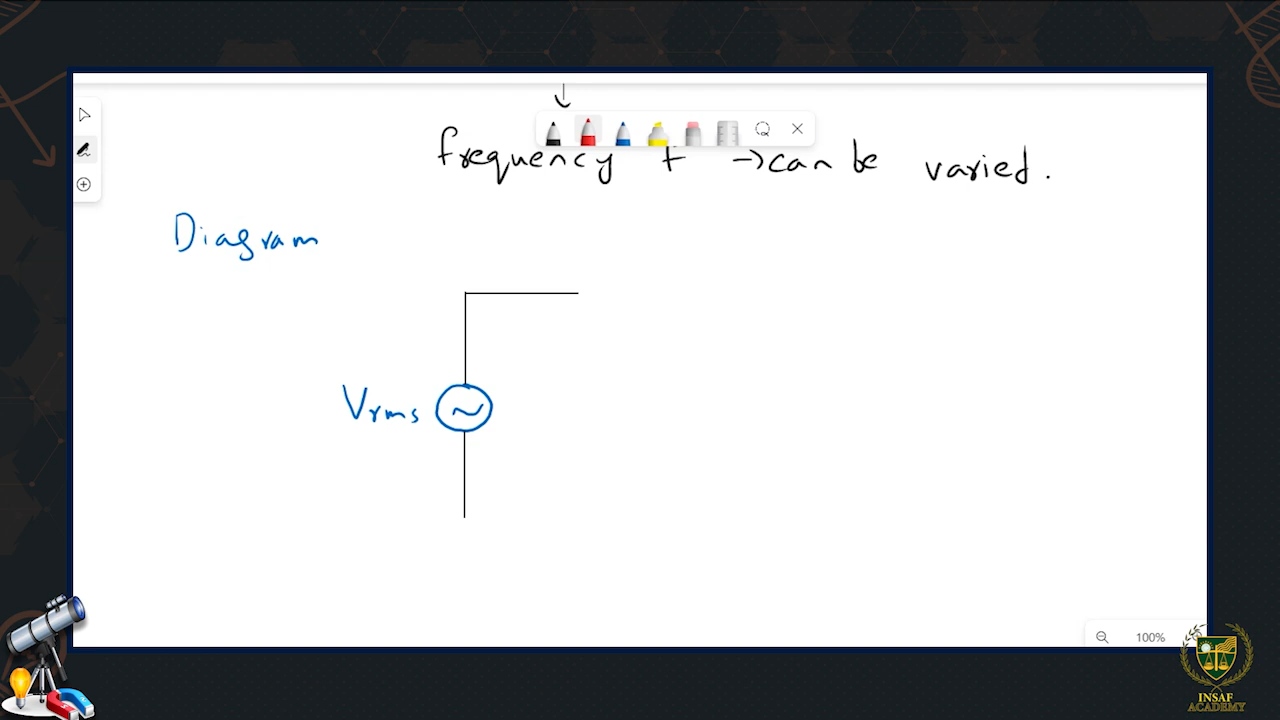 frequency f → can be varied.
Diagram
Vrms ~
100%
INSAF
ACADEMY